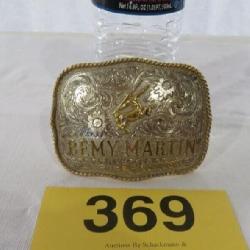 REMY MARTIN
369
Auctions By Schackmann &